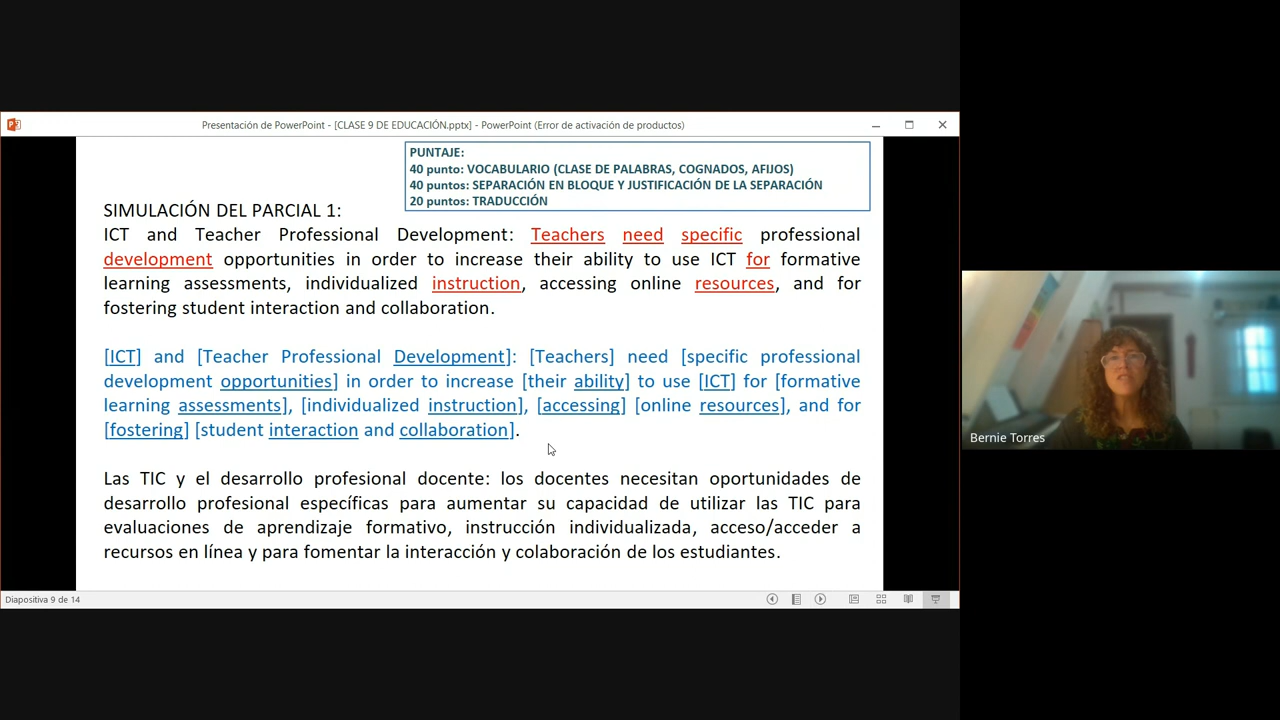 Presentación de PowerPoint - [CLASE 9 DE EDUCACIÓN.pptx] - PowerPoint (Error de activación de productos)
PUNTAJE:
40 punto: VOCABULARIO (CLASE DE PALABRAS, COGNADOS, AFIJOS)
40 puntos: SEPARACIÓN EN BLOQUE Y JUSTIFICACIÓN DE LA SEPARACIÓN
20 puntos: TRADUCCIÓN
SIMULACIÓN DEL PARCIAL 1:
ICT and Teacher Professional Development: Teachers need specific professional
development opportunities in order to increase their ability to use ICT for formative
learning assessments, individualized instruction, accessing online resources, and for
fostering student interaction and collaboration.
[ICT] and [Teacher Professional Development]: [Teachers] need [specific professional
development opportunities] in order to increase [their ability] to use [ICT] for [formative
learning assessments], [individualized instruction], [accessing] [online resources], and for
[fostering] [student interaction and collaboration].
Las TIC y el desarrollo profesional docente: los docentes necesitan oportunidades de
desarrollo profesional específicas para aumentar su capacidad de utilizar las TIC para
evaluaciones de aprendizaje formativo, instrucción individualizada, acceso/acceder a
recursos en línea y para fomentar la interacción y colaboración de los estudiantes.
Diapositiva 9 de 14
Bernie Torres